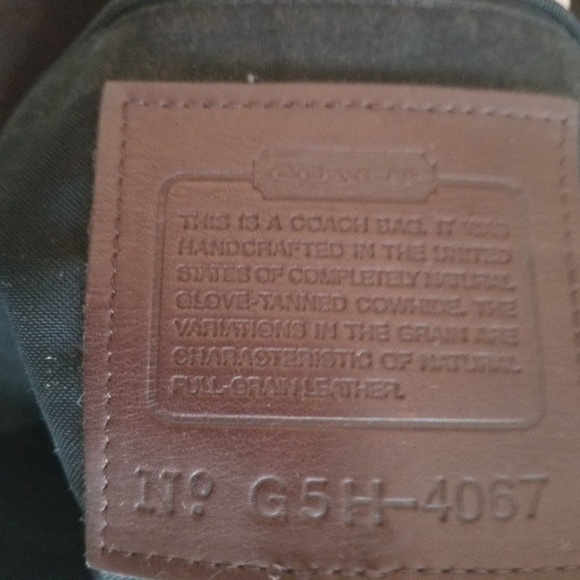 COACH
THIS IS A COACH BAG. IT WAS
HANDCRAFTED IN THE UNITED
STATES OF COMPLETELY NATURAL
GLOVE-TANNED COWHIDE. THE
VARIATIONS IN THE GRAIN ARE
CHARACTERISTIC OF NATURAL
FULL-GRAIN LEATHER.
Nº G5H-4067